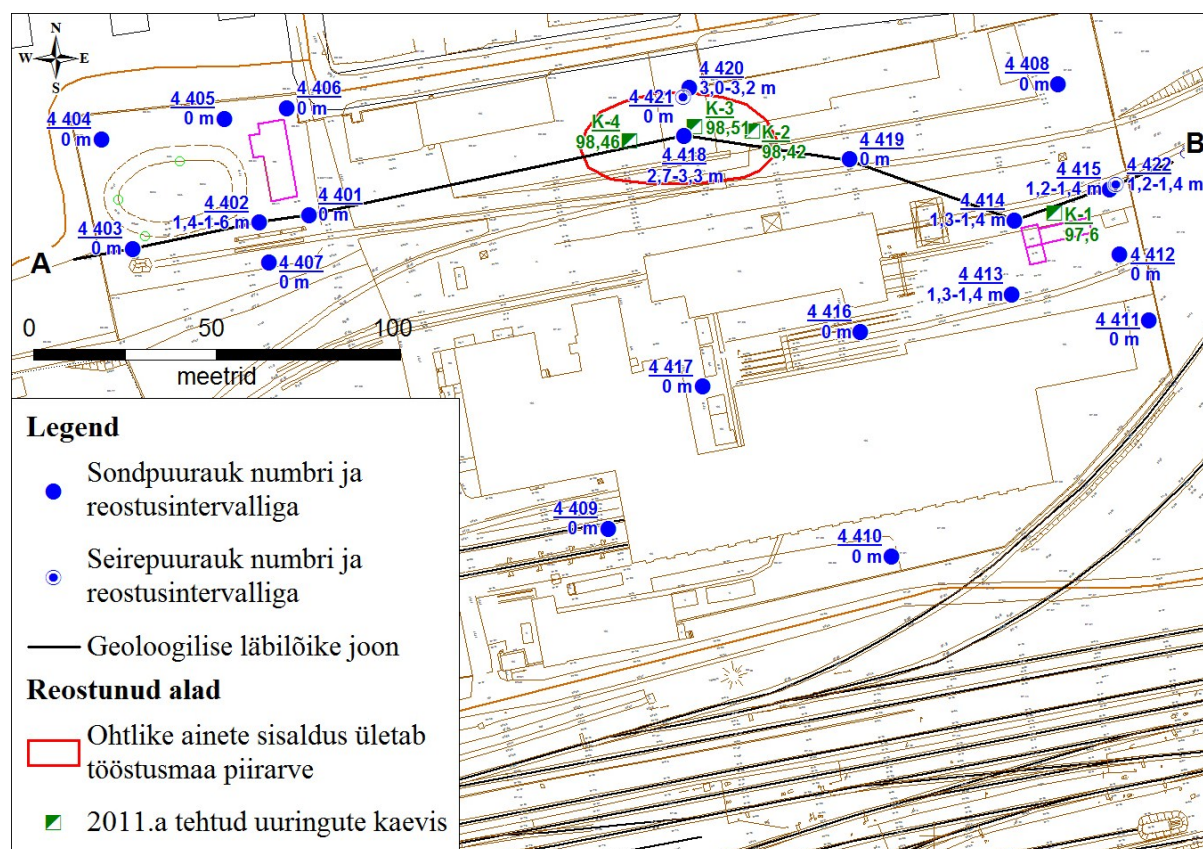 N
W E
S
4 404
0 m
4 405
0 m
4 406
0 m
4 420
3,0-3,2 m
4 421
0 m
K-3
98,51
K-4
98,46
K-2
98,42
4 418
2,7-3,3 m
4 408
0 m
4 419
0 m
B
4 415
1,2-1,4 m
4 422
1,2-1,4 m
4 401
0 m
4 402
1,4-1-6 m
4 403
0 m
A
4 407
0 m
4 414
1,3-1,4 m
K-1
97,6
4 412
0 m
4 413
1,3-1,4 m
4 416
0 m
4 411
0 m
0 50 100
meetrid
4 417
0 m
4 409
0 m
4 410
0 m
Legend
Sondpuurauk numbri ja
reostusintervalliga
Seirepuurauk numbri ja
reostusintervalliga
Geoloogilise läbilõike joon
Reostunud alad
Ohtlike ainete sisaldus ületab
tööstusmaa piirarve
2011.a tehtud uuringute kaevis